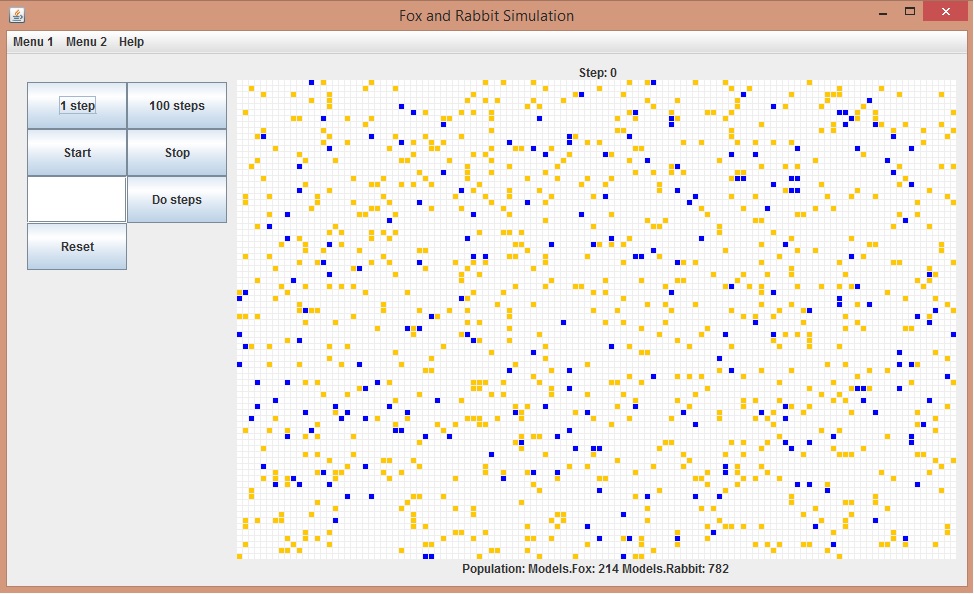 Fox and Rabbit Simulation
Menu 1 Menu 2 Help
Step: 0
1 step 100 steps
Start Stop
Do steps
Reset
Population: Models.Fox: 214 Models.Rabbit: 782